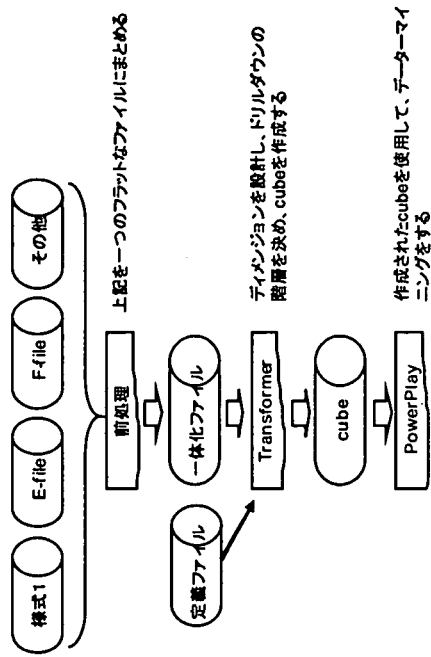 様式1
E-file
F-file
その他
前処理
上記を一つのフラットなファイルにまとめる
一体化ファイル
定義ファイル
Transformer
ディメンジョンを設計し、ドリルダウンの
階層を決め、cubeを作成する
cube
PowerPlay
作成されたcubeを使用して、データーマイ
ニングをする